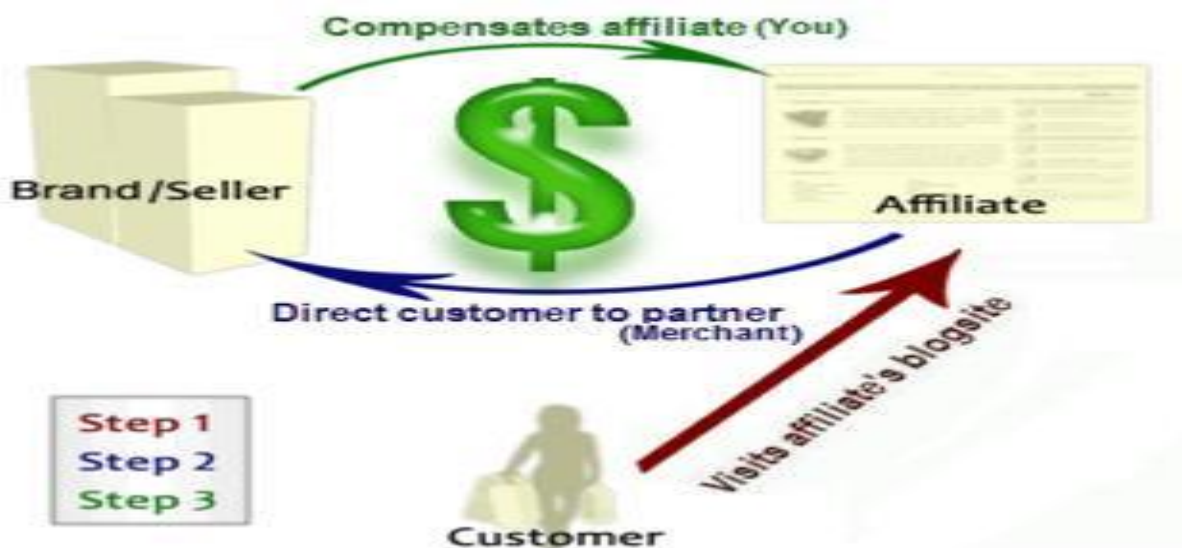 Compensates affiliate (You)
Brand /Seller
Affiliate
Direct customer to partner
(Merchant)
Visits affiliate's blogsite
Step 1
Step 2
Step 3
Customer